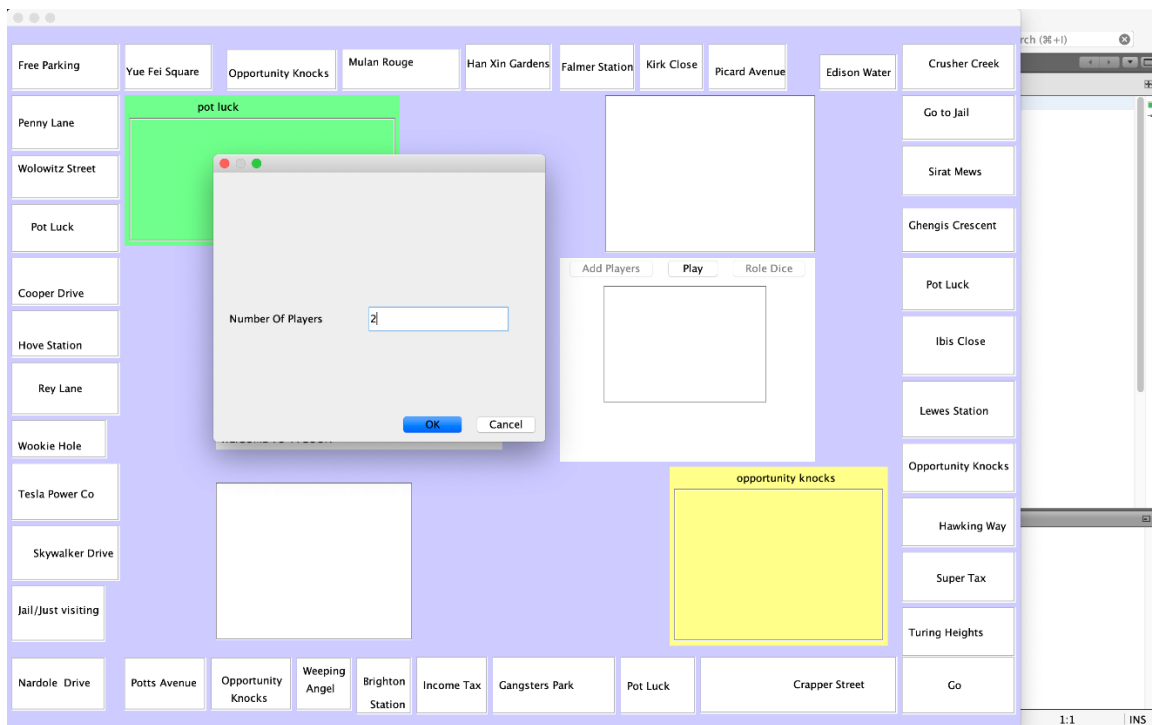 rch (⌘+I)
Free Parking
Yue Fei Square
Opportunity Knocks
Mulan Rouge
Han Xin Gardens
Falmer Station
Kirk Close
Picard Avenue
Edison Water
Crusher Creek
Penny Lane
pot luck
Go to Jail
Wolowitz Street
Sirat Mews
Pot Luck
Ghengis Crescent
Add Players
Play
Role Dice
Cooper Drive
Pot Luck
Number Of Players
2
Hove Station
Ibis Close
Rey Lane
Lewes Station
OK
Cancel
Wookie Hole
Opportunity Knocks
opportunity knocks
Tesla Power Co
Hawking Way
Skywalker Drive
Super Tax
Jail/Just visiting
Turing Heights
Nardole Drive
Potts Avenue
Opportunity
Knocks
Weeping
Angel
Brighton
Station
Income Tax
Gangsters Park
Pot Luck
Crapper Street
Go
1:1
INS